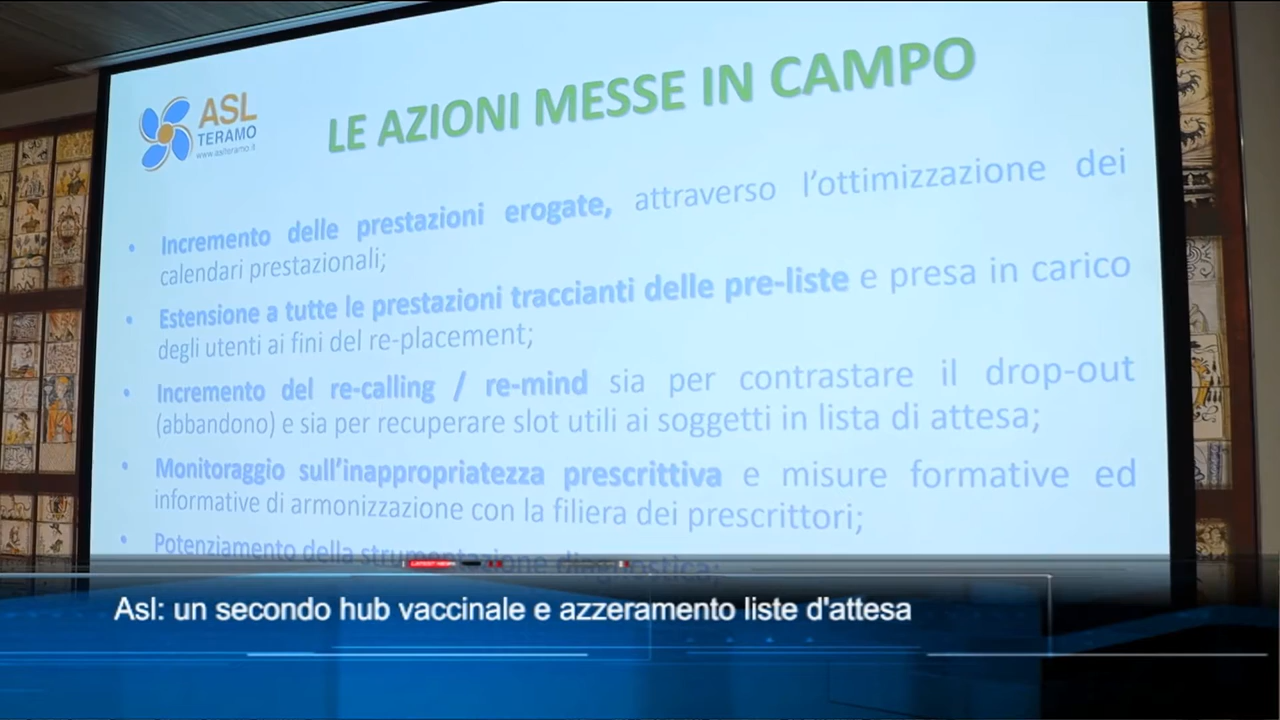 ASL
TERAMO
www.aslteramo.it
LE AZIONI MESSE IN CAMPO
• Incremento delle prestazioni erogate, attraverso l'ottimizzazione dei
calendari prestazionali;
• Estensione a tutte le prestazioni traccianti delle pre-liste e presa in carico
degli utenti ai fini del re-placement;
• Incremento del re-calling / re-mind sia per contrastare il drop-out
(abbandono) e sia per recuperare slot utili ai soggetti in lista di attesa;
• Monitoraggio sull'inappropriatezza prescrittiva e misure formative ed
informative di armonizzazione con la filiera dei prescrittori;
• Potenziamento della strumentazione diagnostica;
LATEST NEWS
Asl: un secondo hub vaccinale e azzeramento liste d'attesa